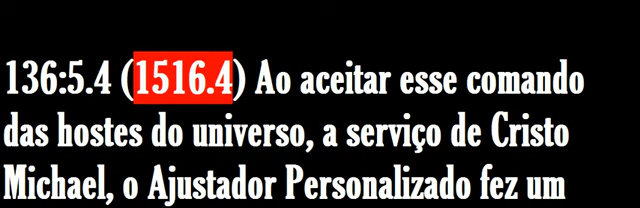 136:5.4 (1516.4) Ao aceitar esse comando
das hostes do universo, a serviço de Cristo
Michael, o Ajustador Personalizado fez um